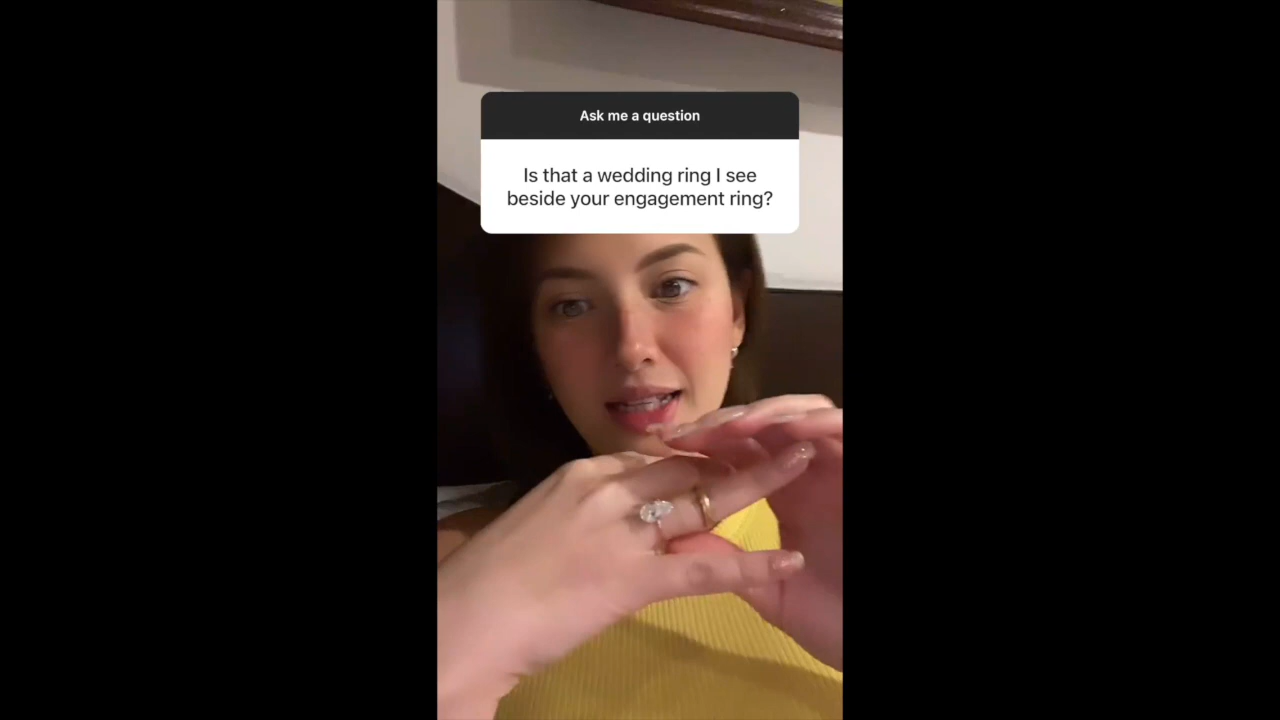 Ask me a question
Is that a wedding ring I see
beside your engagement ring?